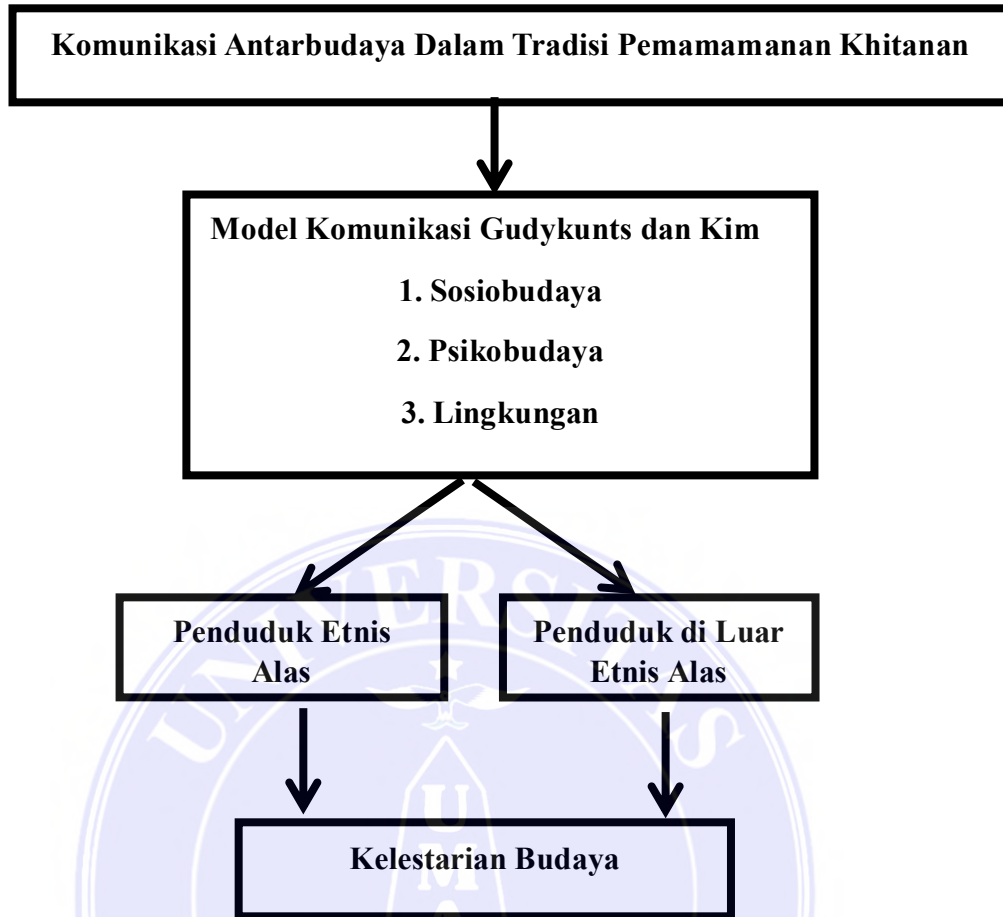 Komunikasi Antarbudaya Dalam Tradisi Pemamamanan Khitanan
Model Komunikasi Gudykunts dan Kim
1. Sosiobudaya
2. Psikobudaya
3. Lingkungan
Penduduk Etnis
Alas
Penduduk di Luar
Etnis Alas
Kelestarian Budaya
UNIVERSITAS
U
M
A